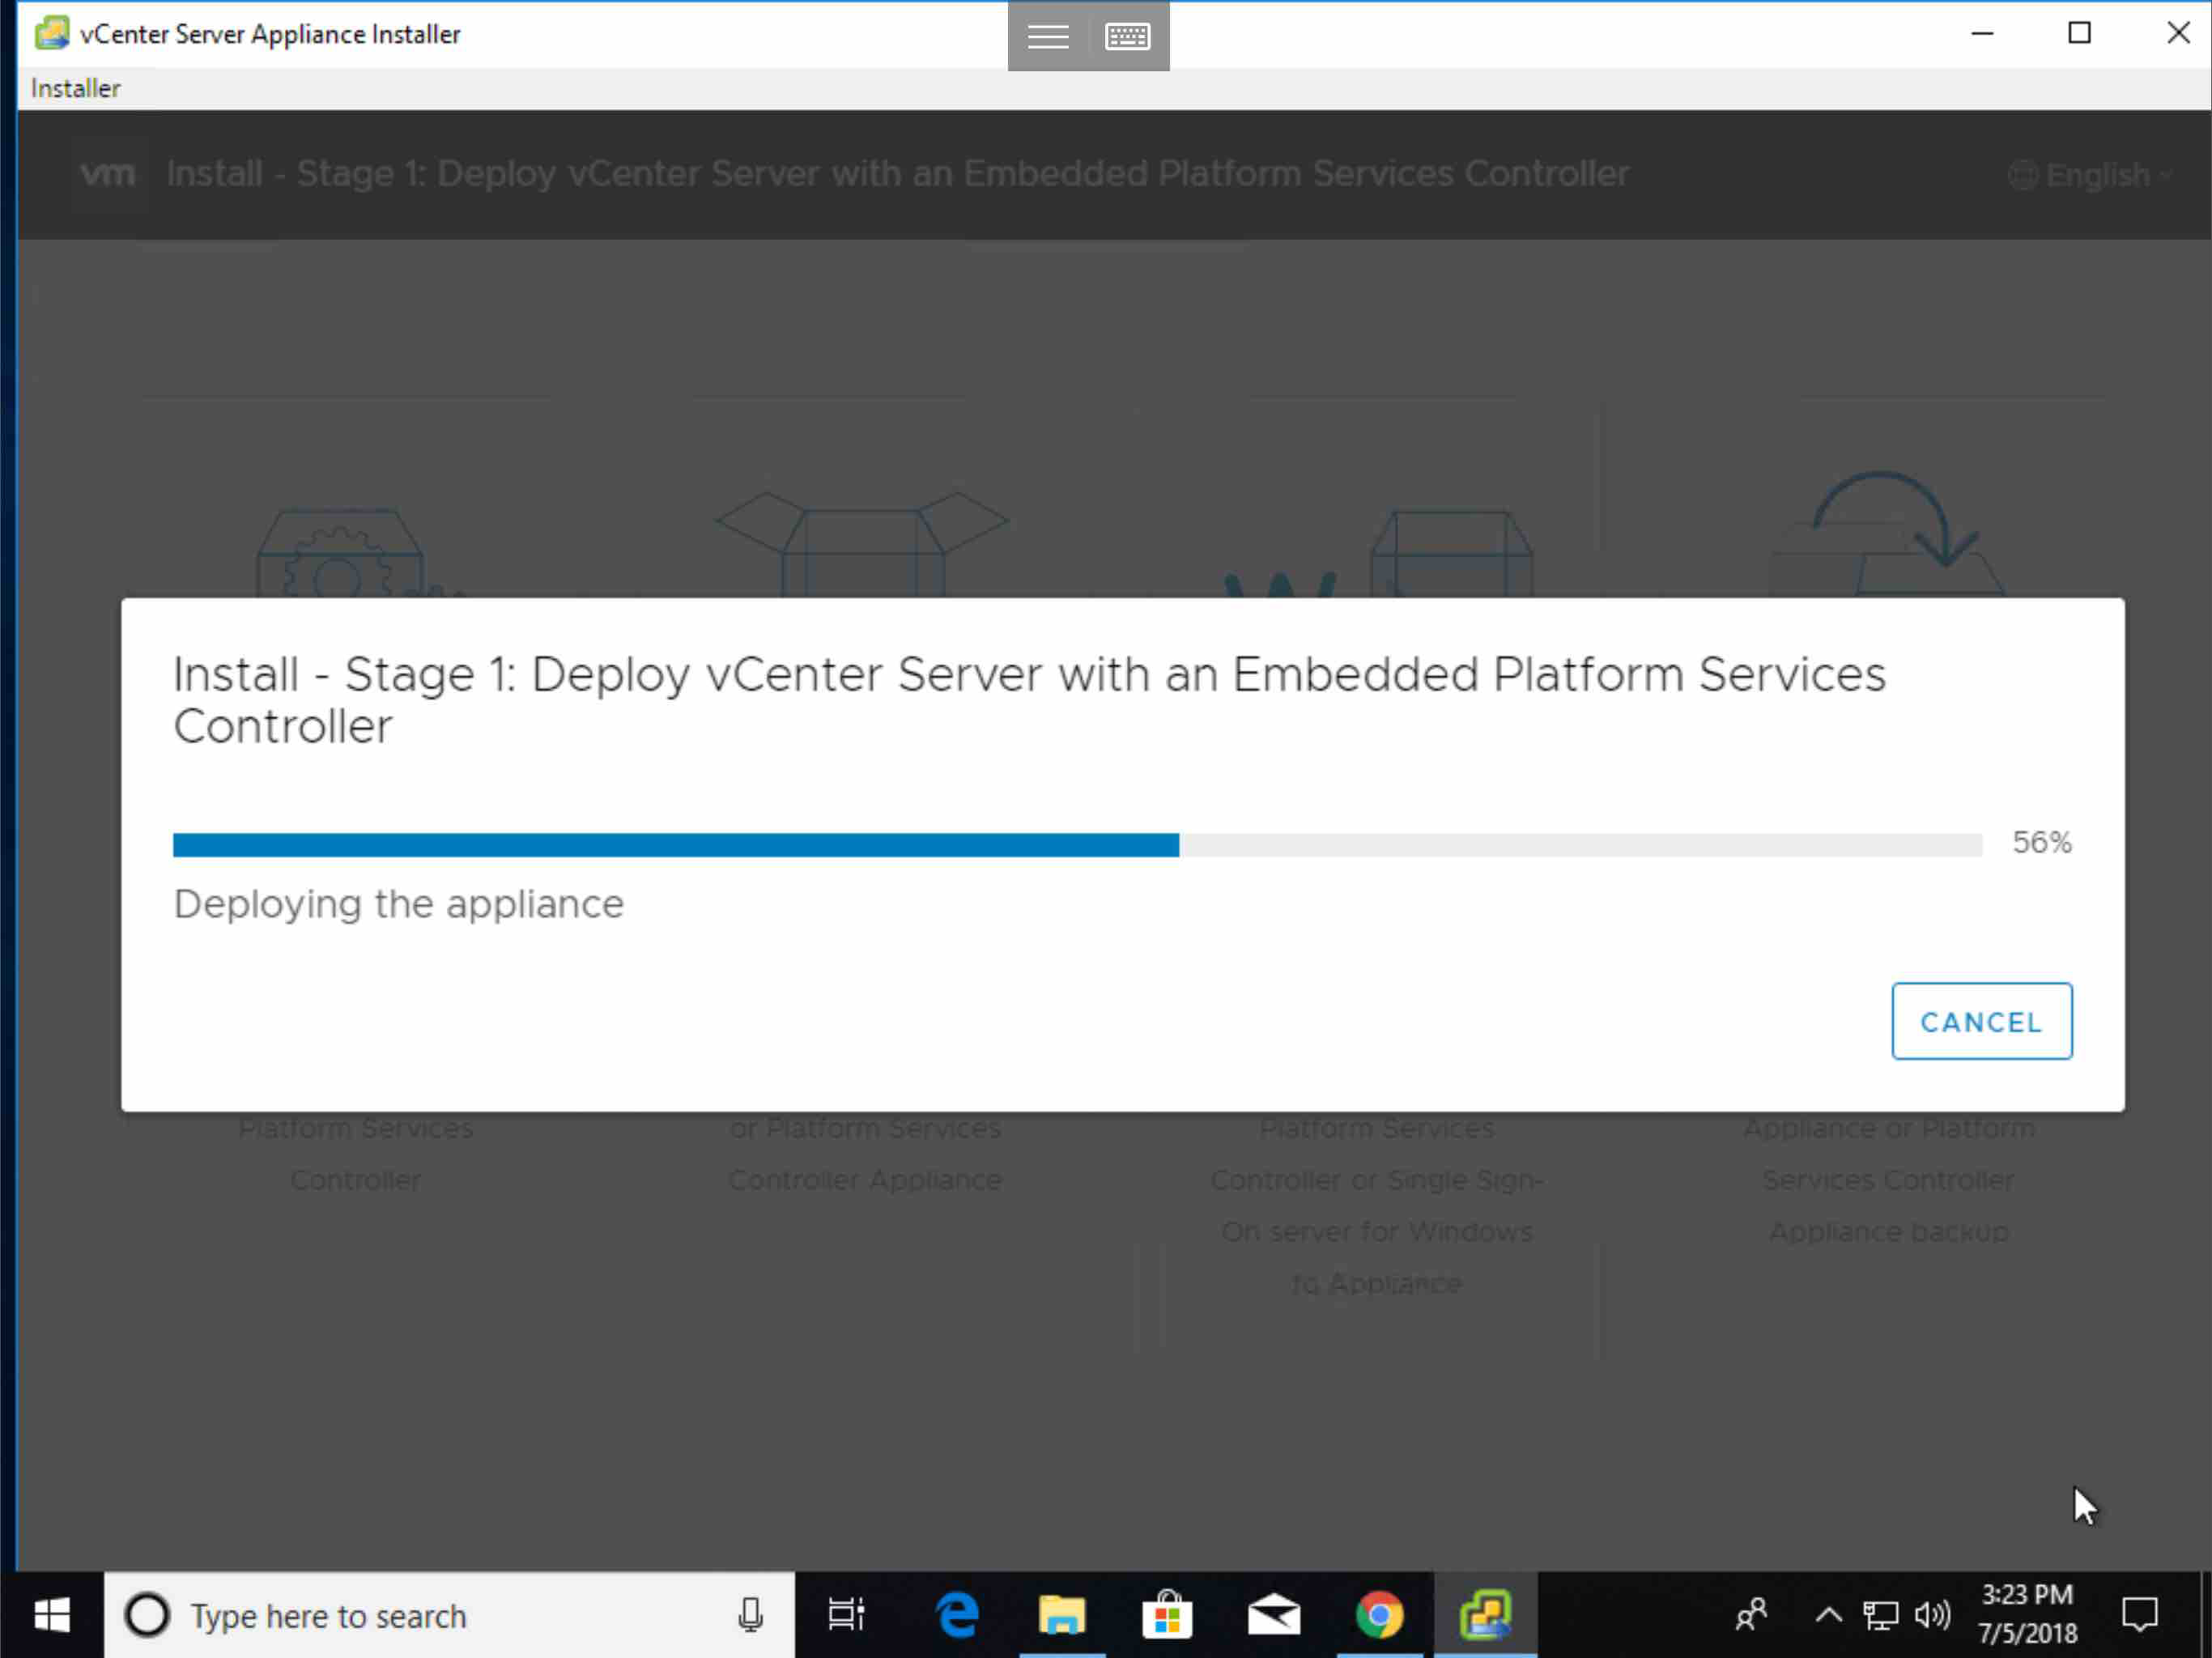 vCenter Server Appliance Installer
Installer
vm Install - Stage 1: Deploy vCenter Server with an Embedded Platform Services Controller English
Install - Stage 1: Deploy vCenter Server with an Embedded Platform Services
Controller
56%
Deploying the appliance
CANCEL
Platform Services
Controller
or Platform Services
Controller Appliance
Platform Services
Controller or Single Sign-
On server for Windows
to Appliance
Appliance or Platform
Services Controller
Appliance backup
Type here to search
3:23 PM
7/5/2018